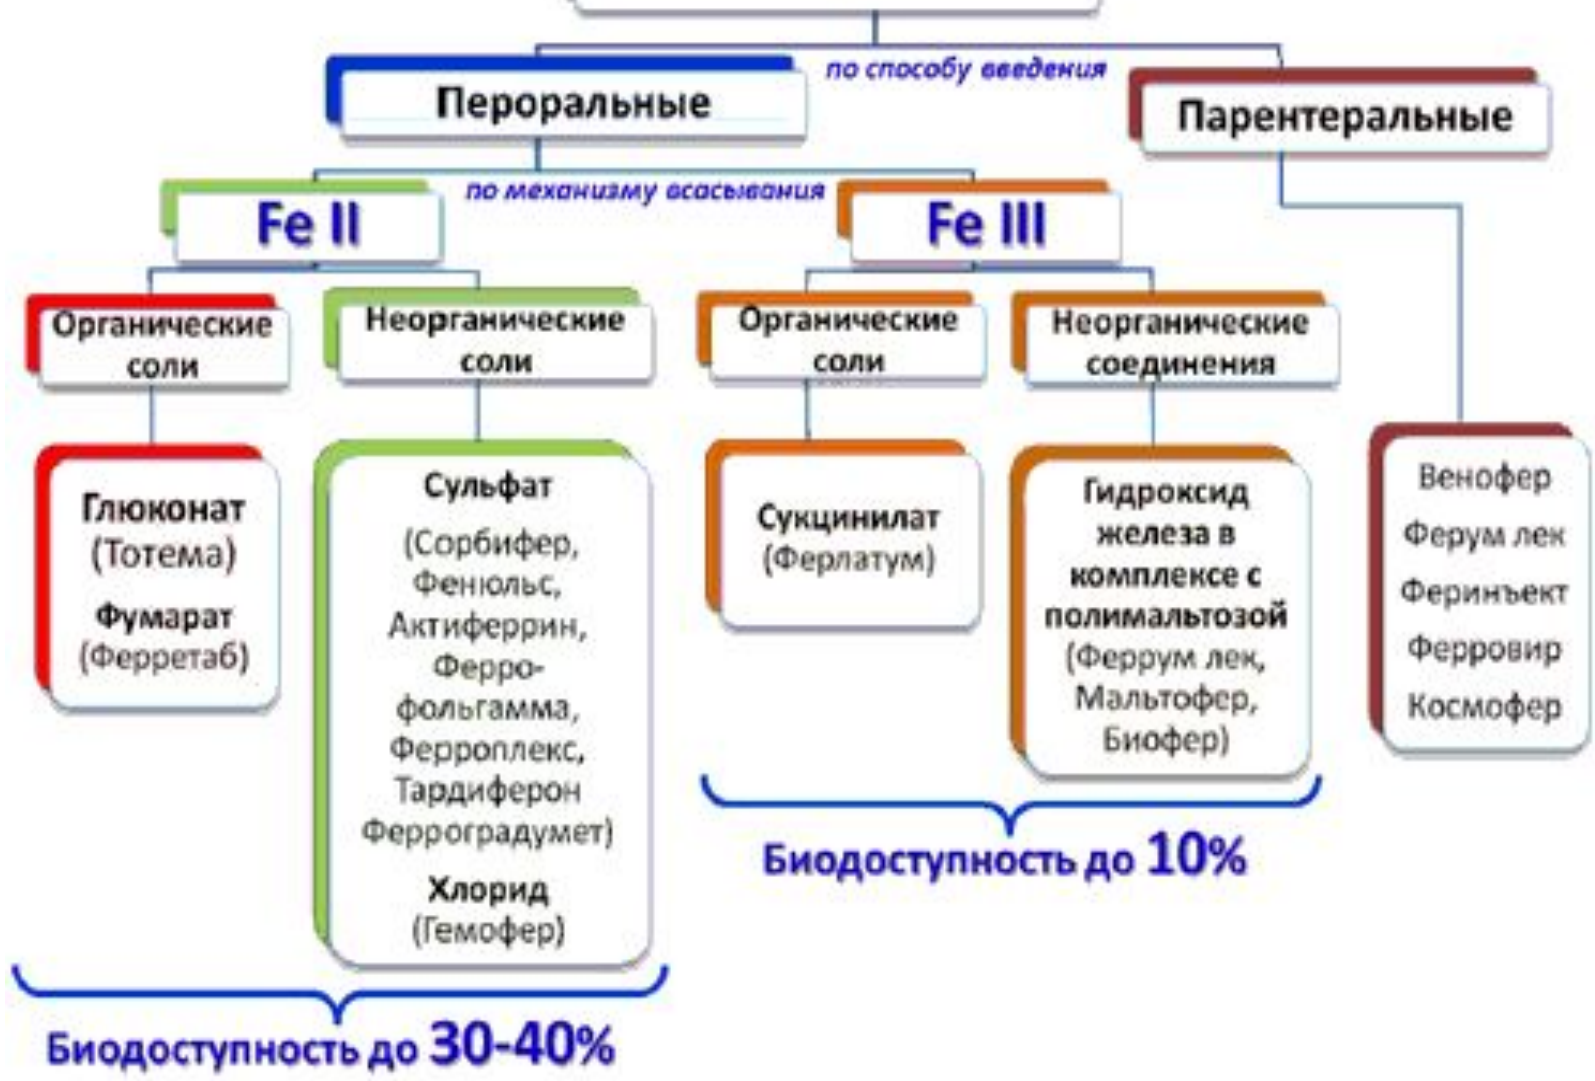 по способу введения
Пероральные
Парентеральные
по механизму всасывания
Fe II
Fe III
Органические
соли
Неорганические
соли
Органические
соли
Неорганические
соединения
Глюконат
(Тотема)
Фумарат
(Ферретаб)
Сульфат
(Сорбифер,
Фенюльс,
Актиферрин,
Ферро-
фольгамма,
Ферроплекс,
Тардиферон
Ферроградумет)
Хлорид
(Гемофер)
Сукцинилат
(Ферлатум)
Гидроксид
железа в
комплексе с
полимальтозой
(Феррум лек,
Мальтофер,
Биофер)
Венофер
Ферум лек
Феринъект
Ферровир
Космофер
Биодоступность до 10%
Биодоступность до 30-40%